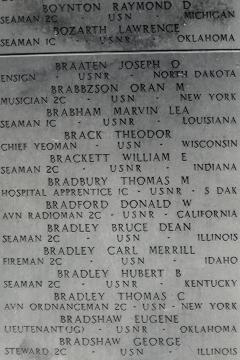 BOYNTON RAYMOND D
SEAMAN 2C - USN - MICHIGAN
BOZARTH LAWRENCE
SEAMAN 1C - USN - OKLAHOMA
BRAATEN JOSEPH O
ENSIGN - USNR - NORTH DAKOTA
BRABBZSON ORAN M
MUSICIAN 2C - USN - NEW YORK
BRABHAM MARVIN LEA
SEAMAN 1C - USNR - LOUISIANA
BRACK THEODOR
CHIEF YEOMAN - USN - WISCONSIN
BRACKETT WILLIAM E
SEAMAN 2C - USN - INDIANA
BRADBURY THOMAS M
HOSPITAL APPRENTICE 1C - USNR - S DAK
BRADFORD DONALD W
AVN RADIOMAN 2C - USNR - CALIFORNIA
BRADLEY BRUCE DEAN
SEAMAN 2C - USN - ILLINOIS
BRADLEY CARL MERRILL
FIREMAN 2C - USN - IDAHO
BRADLEY HUBERT B
SEAMAN 2C - USNR - KENTUCKY
BRADLEY THOMAS C
AVN ORDNANCEMAN 2C - USN - NEW YORK
BRADSHAW EUGENE
LIEUTENANT(JG) - USNR - OKLAHOMA
BRADSHAW GEORGE
STEWARD 2C - USN - ILLINOIS